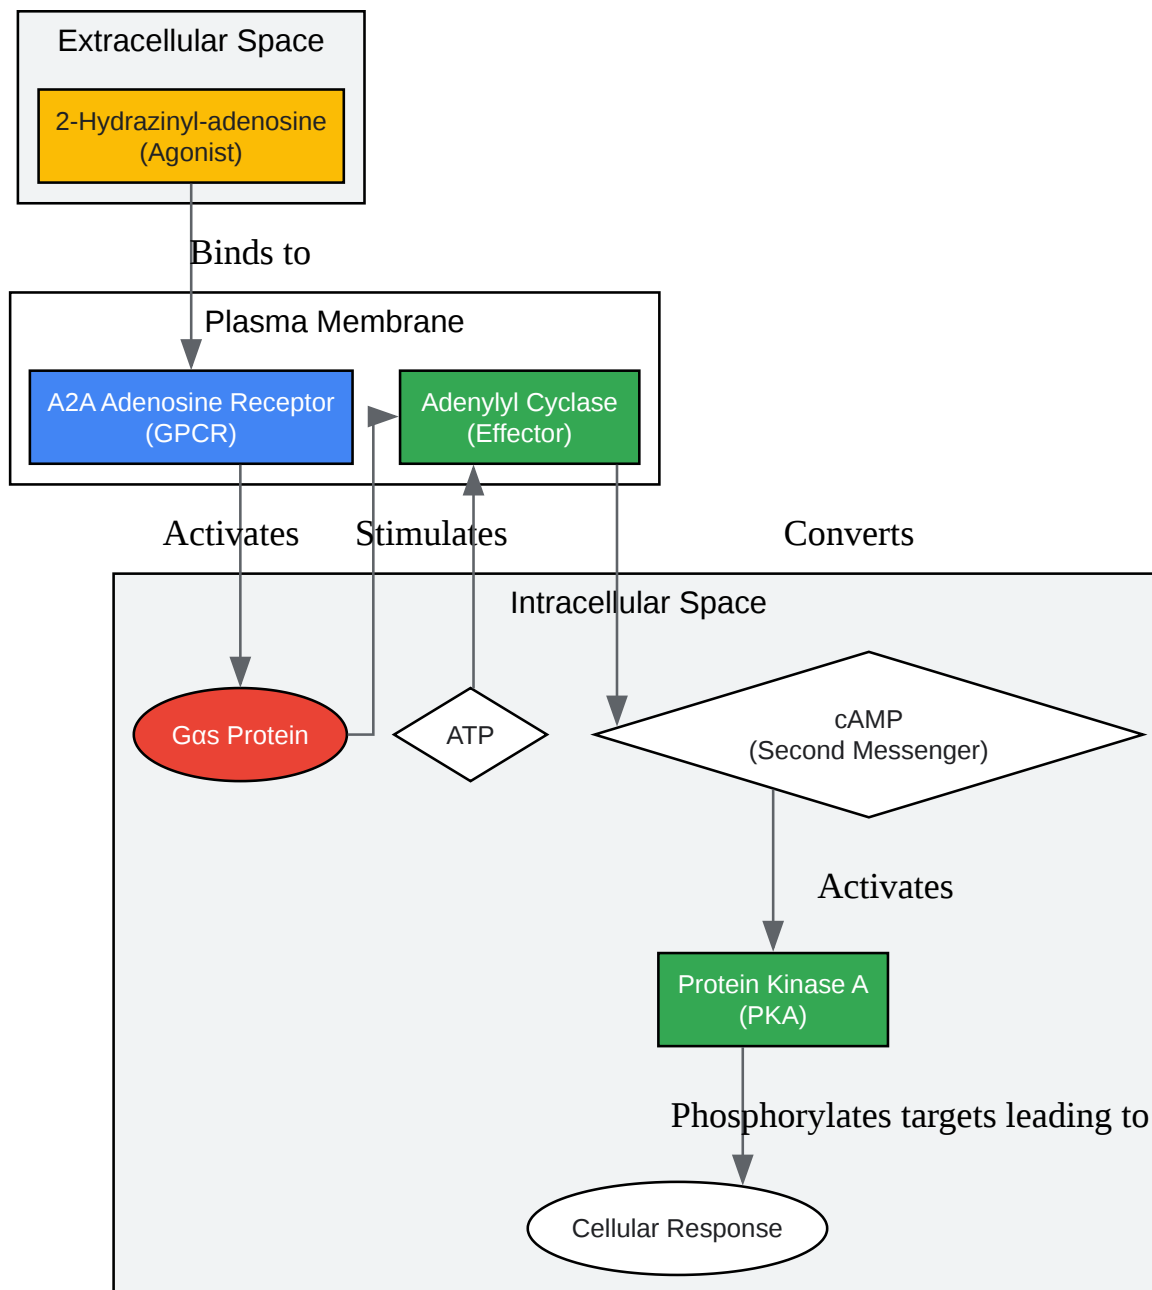 Extracellular Space
2-Hydrazinyl-adenosine
(Agonist)
Binds to
Plasma Membrane
A2A Adenosine Receptor
(GPCR)
Adenylyl Cyclase
(Effector)
Activates
Stimulates
Converts
Intracellular Space
Gαs Protein
ATP
cAMP
(Second Messenger)
Activates
Protein Kinase A
(PKA)
Phosphorylates targets leading to
Cellular Response